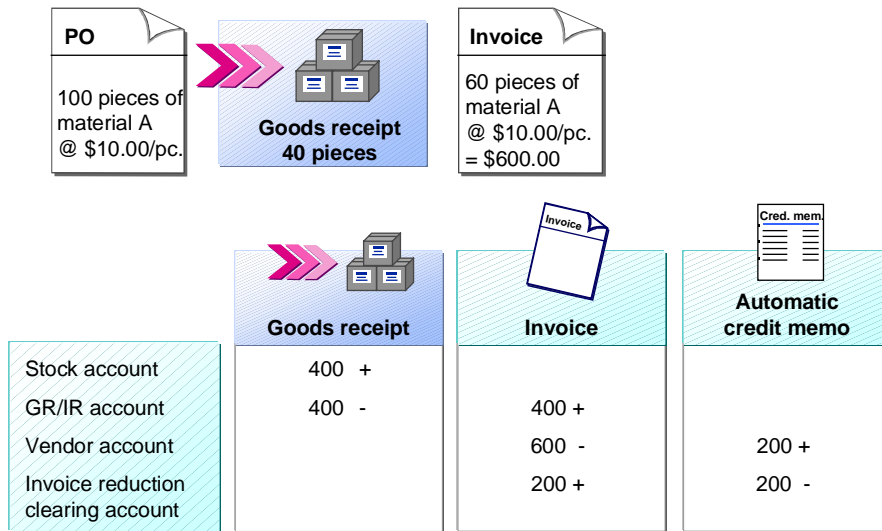 PO
100 pieces of
material A
@ $10.00/pc.
Goods receipt
40 pieces
Invoice
60 pieces of
material A
@ $10.00/pc.
= $600.00
Goods receipt
Invoice
Invoice
Cred. mem.
Automatic
credit memo
Stock account 400 +
GR/IR account 400 - 400 +
Vendor account 600 - 200 +
Invoice reduction 200 + 200 -
clearing account